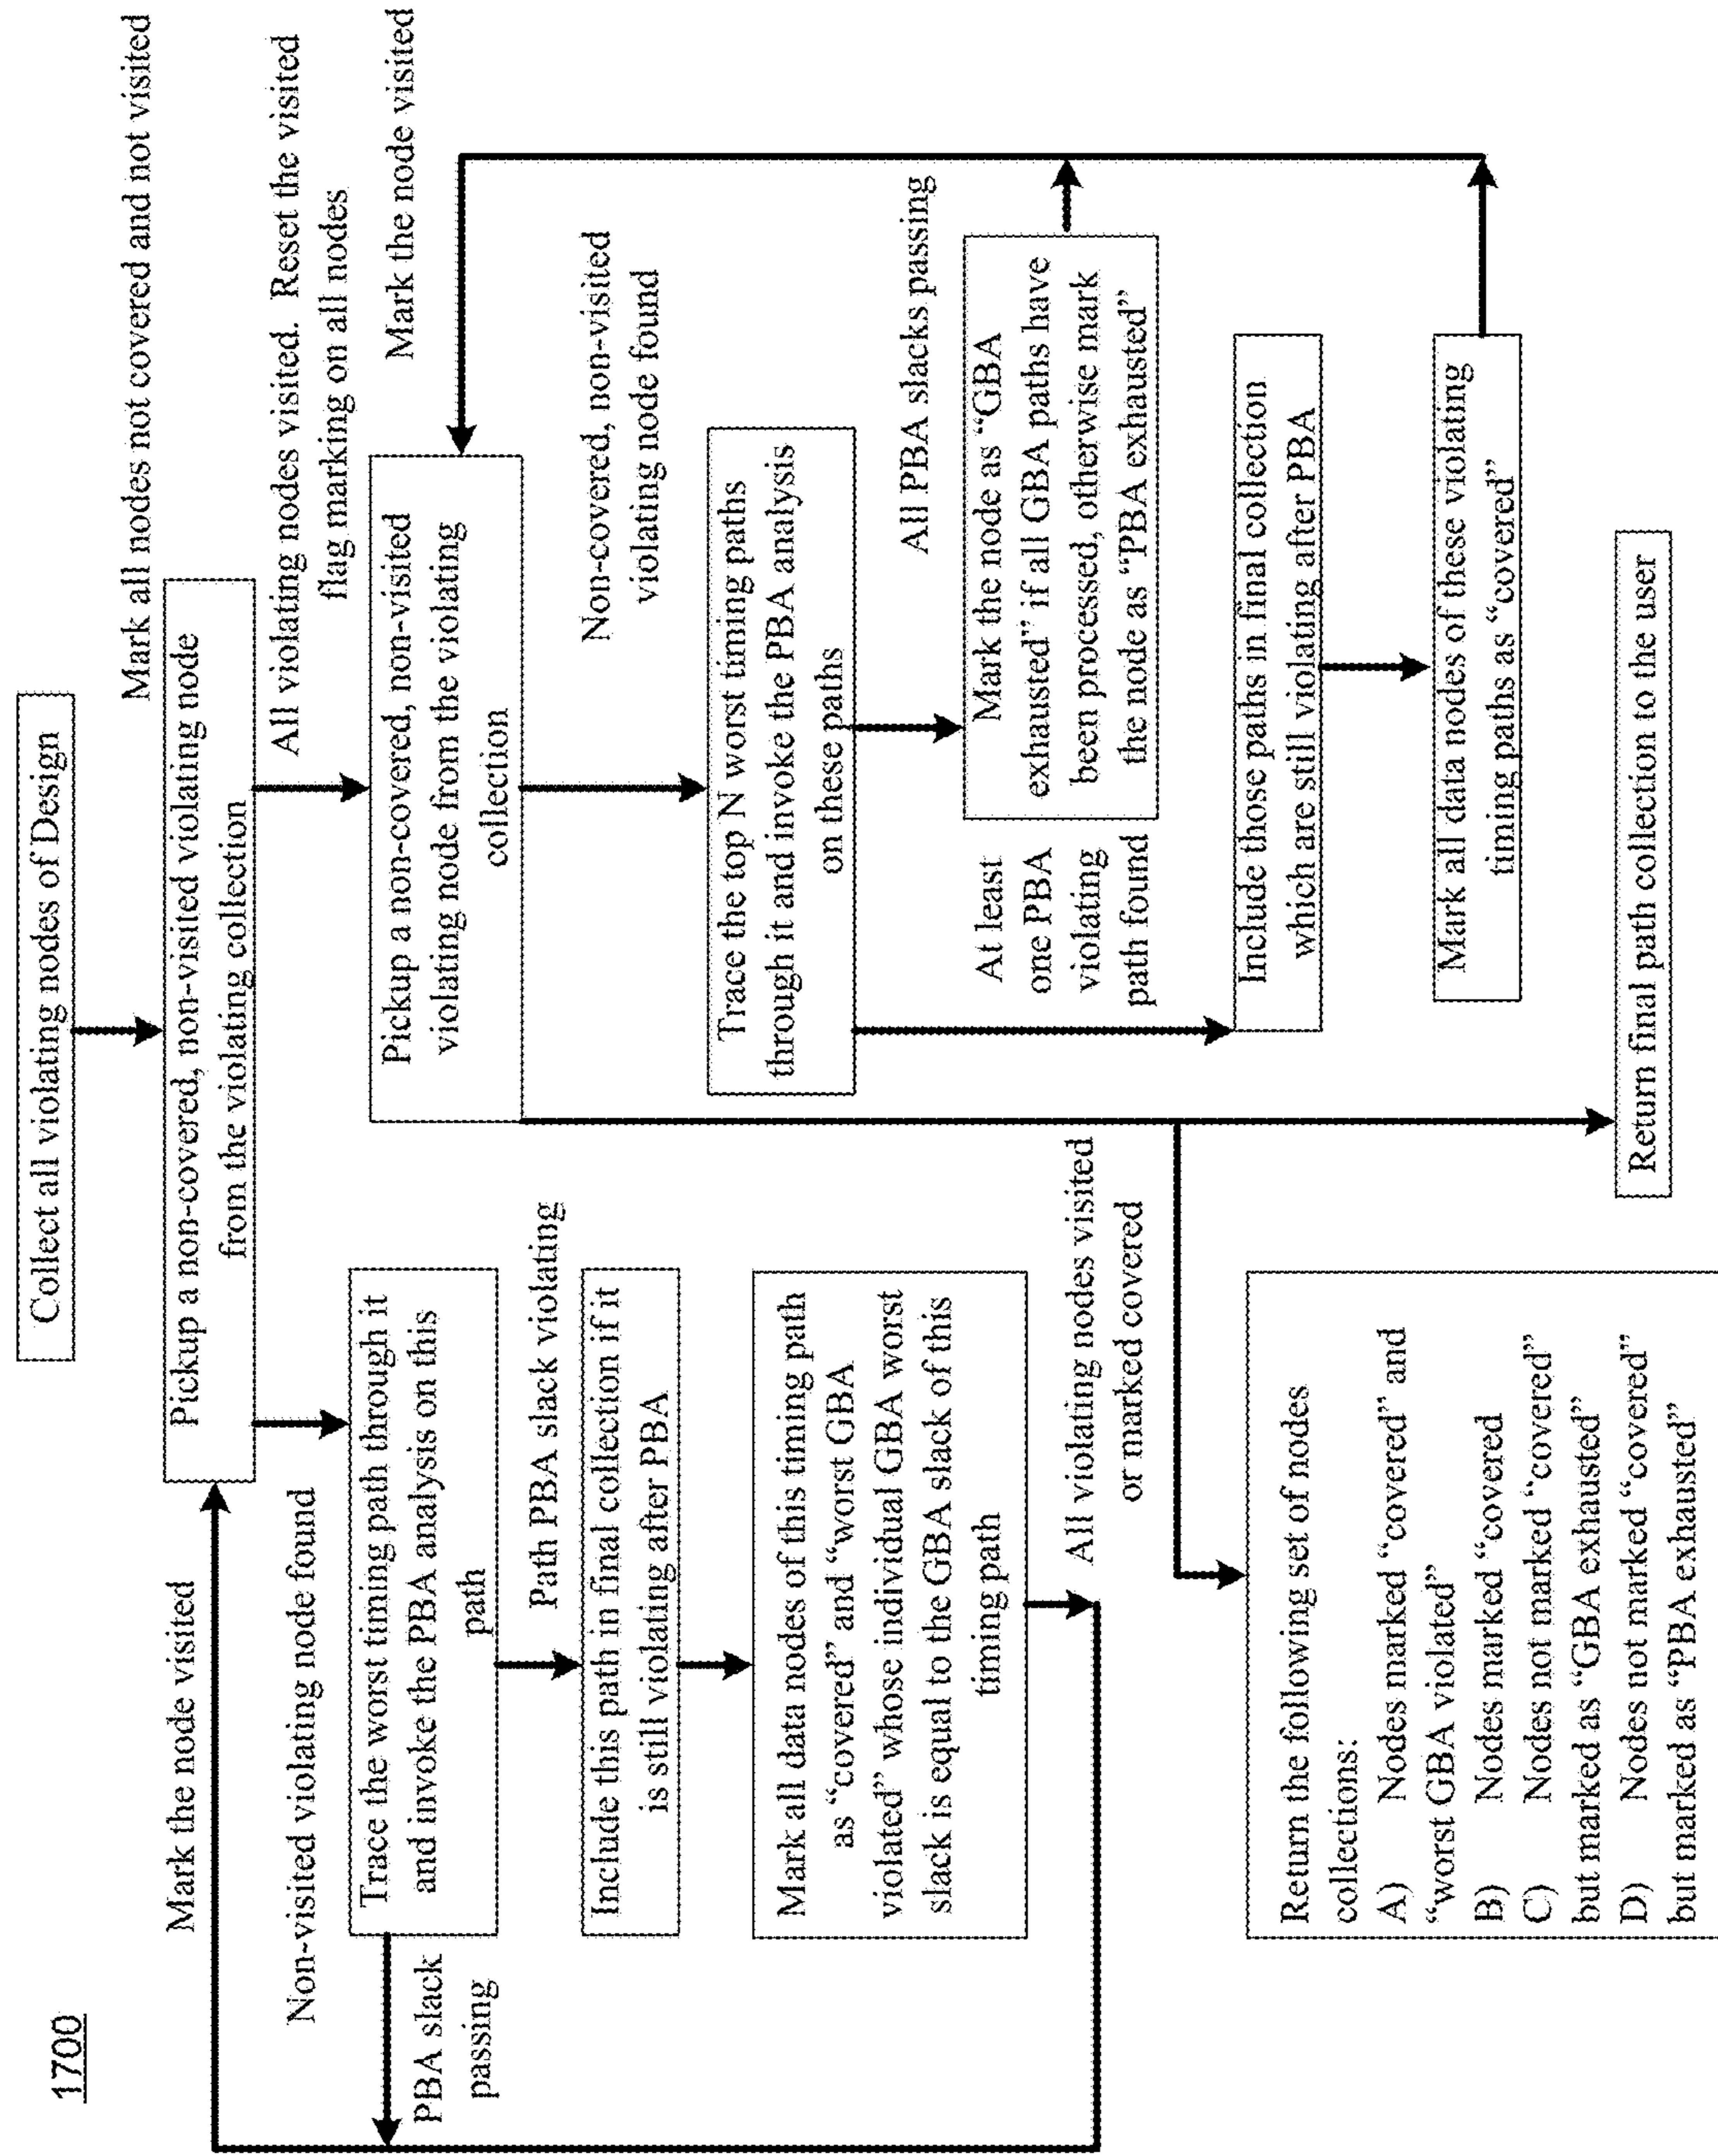 1700
Collect all violating nodes of Design
Mark all nodes not covered and not visited
Mark the node visited
Pickup a non-covered, non-visited violating node
from the violating collection
Non-visited violating node found
All violating nodes visited. Reset the visited
flag marking on all nodes
PBA slack
passing
Trace the worst timing path through it
and invoke the PBA analysis on this
path
Path PBA slack violating
Include this path in final collection if it
is still violating after PBA
Mark all data nodes of this timing path
as “covered” and “worst GBA
violated” whose individual GBA worst
slack is equal to the GBA slack of this
timing path
Pickup a non-covered, non-visited
violating node from the violating
collection
Mark the node visited
Non-covered, non-visited
violating node found
Trace the top N worst timing paths
through it and invoke the PBA analysis
on these paths
All PBA slacks passing
At least
one PBA
violating
path found
Mark the node as “GBA
exhausted” if all GBA paths have
been processed, otherwise mark
the node as “PBA exhausted”
Include those paths in final collection
which are still violating after PBA
Mark all data nodes of these violating
timing paths as “covered”
All violating nodes visited
or marked covered
Return the following set of nodes
collections:
A) Nodes marked “covered” and
“worst GBA violated”
B) Nodes marked “covered
C) Nodes not marked “covered”
but marked as “GBA exhausted”
D) Nodes not marked “covered”
but marked as “PBA exhausted”
Return final path collection to the user